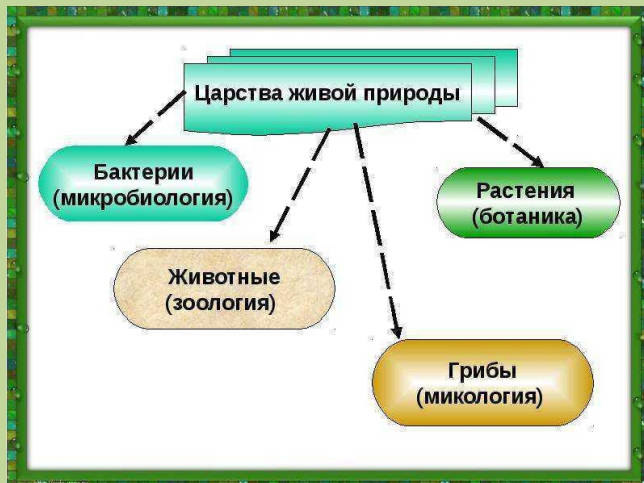 Царства живой природы
Бактерии
(микробиология)
Растения
(ботаника)
Животные
(зоология)
Грибы
(микология)